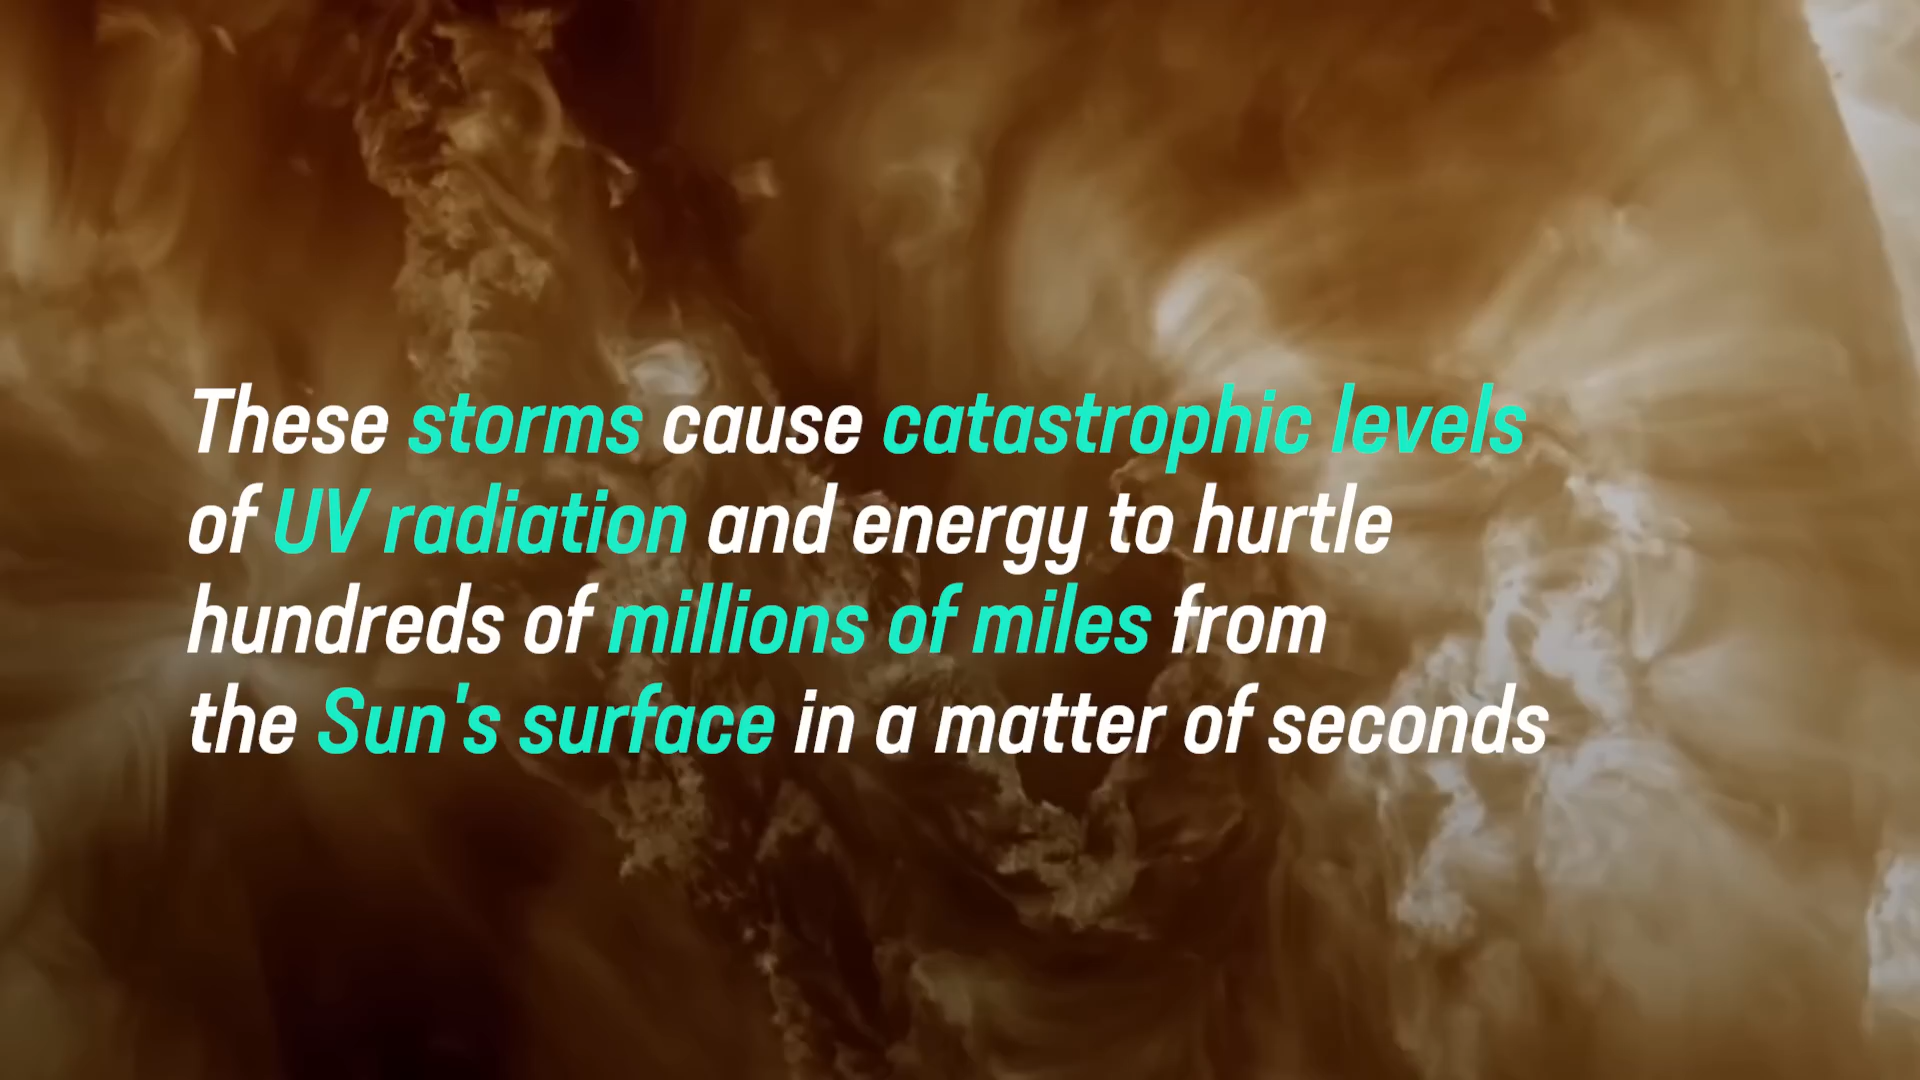 These storms cause catastrophic levels
of UV radiation and energy to hurtle
hundreds of millions of miles from
the Sun's surface in a matter of seconds